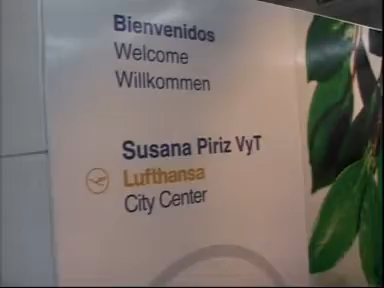 Bienvenidos
Welcome
Willkommen
Susana Piriz VyT
Lufthansa
City Center